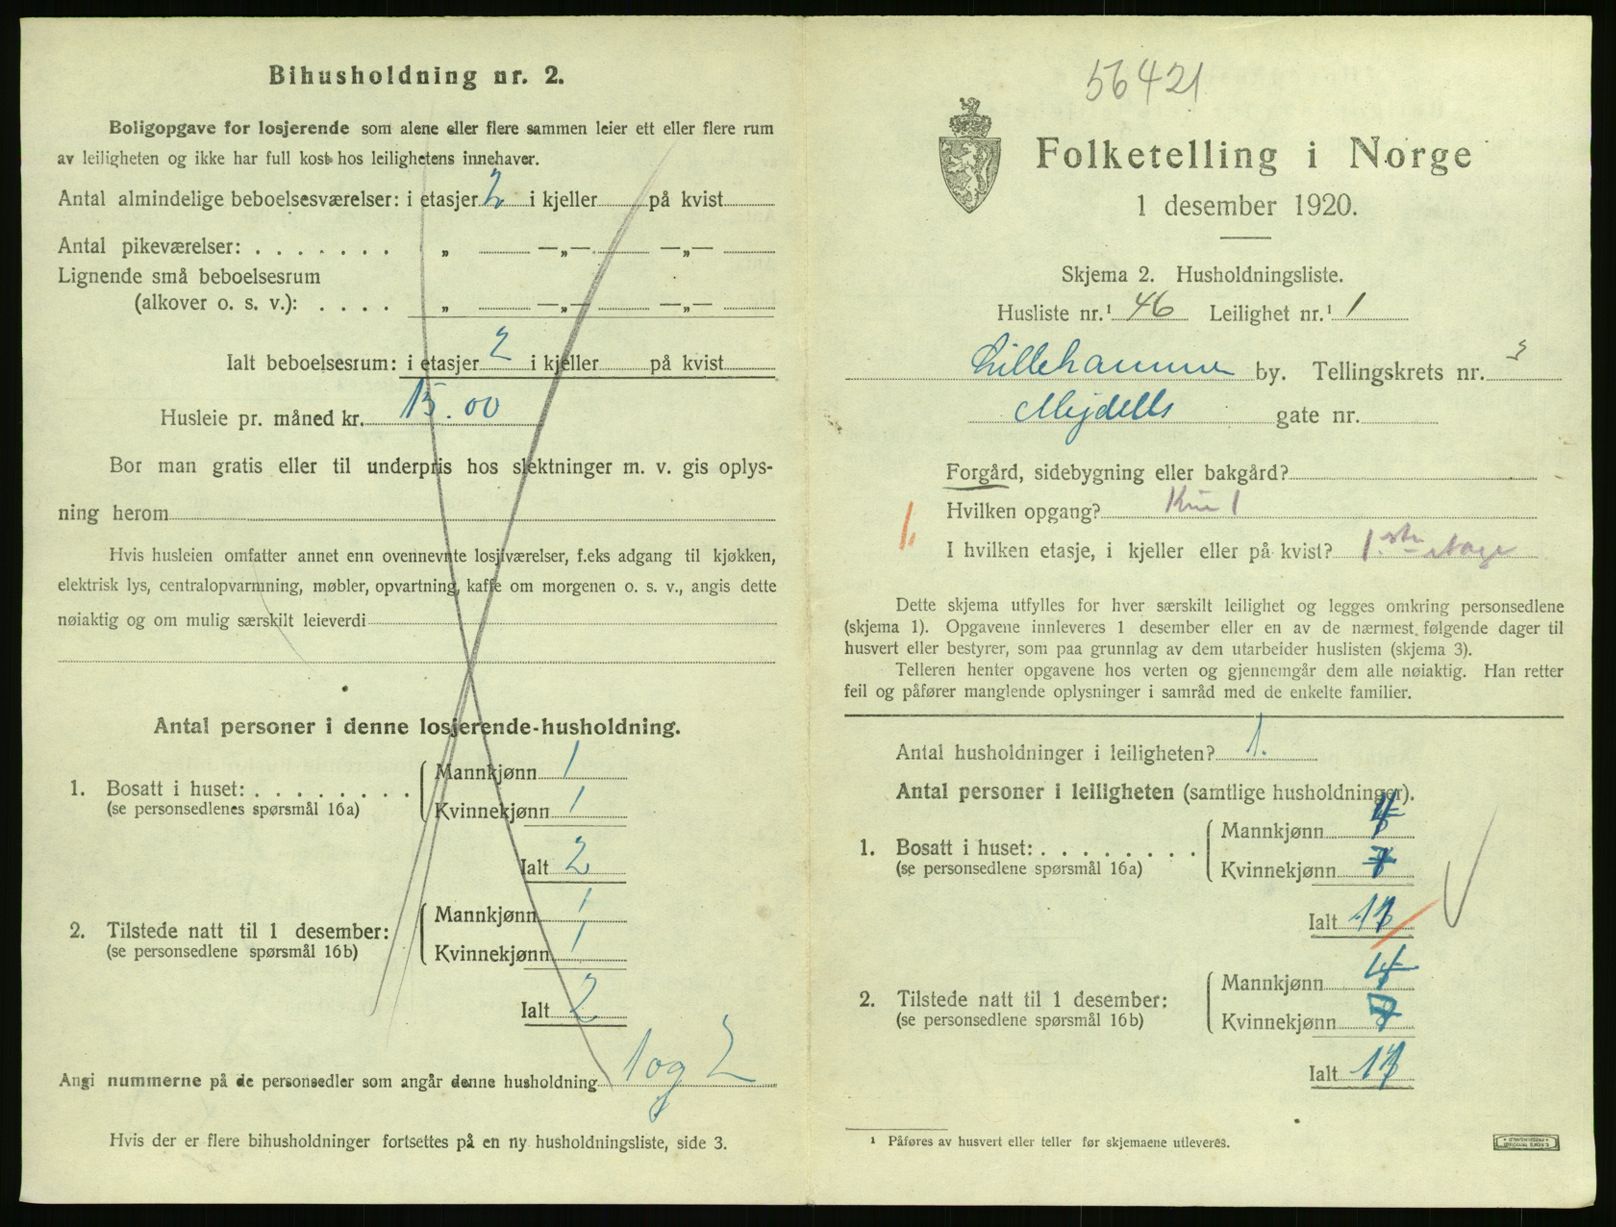 Bihusholdning nr. 2.
Boligopgave for losjerende som alene eller flere sammen leier ett eller flere rum
av leiligheten og ikke har full kost hos leilighetens innehaver.
Antal almindelige beboelsesværelser: i etasjer 2 i kjeller på kvist
Antal pikeværelser: . . . . . . . „ —„— —„—
Lignende små beboelsesrum
(alkover o. s. v.): . . . . „ —„— —„—
Ialt beboelsesrum: i etasjer 2 i kjeller på kvist
Husleie pr. måned kr. 15.00
Bor man gratis eller til underpris hos slektninger m. v. gis oplys-
ning herom
Hvis husleien omfatter annet enn ovennevnte losjiværelser, f.eks adgang til kjøkken,
elektrisk lys, centralopvarmning, møbler, opvartning, kaffe om morgenen o. s. v., angis dette
nøiaktig og om mulig særskilt leieverdi
Antal personer i denne losjerende-husholdning.
1. Bosatt i huset: . . . . . . . .
(se personsedlenes spørsmål 16a)
Mannkjønn 1
Kvinnekjønn 1
Ialt 2
2. Tilstede natt til 1 desember:
(se personsedlene spørsmål 16b)
Mannkjønn 1
Kvinnekjønn 1
Ialt 2
Angi nummerne på de personsedler som angår denne husholdning 1 og 2
Hvis der er flere bihusholdninger fortsettes på en ny husholdningsliste, side 3.
56421
Folketelling i Norge
1 desember 1920.
Skjema 2. Husholdningsliste.
Husliste nr.¹ 46 Leilighet nr.¹ 1
Lillehammer by. Tellingskrets nr. 3
Mejdells gate nr.
Forgård, sidebygning eller bakgård?
Hvilken opgang? 1
1. I hvilken etasje, i kjeller eller på kvist? 1.ste etage
Dette skjema utfylles for hver særskilt leilighet og legges omkring personsedlene
(skjema 1). Opgavene innleveres 1 desember eller en av de nærmest følgende dager til
husvert eller bestyrer, som paa grunnlag av dem utarbeider huslisten (skjema 3).
Telleren henter opgavene hos verten og gjennemgår dem alle nøiaktig. Han retter
feil og påfører manglende oplysninger i samråd med de enkelte familier.
Antal husholdninger i leiligheten? 1.
Antal personer i leiligheten (samtlige husholdninger).
1. Bosatt i huset: . . . . . . . .
(se personsedlene spørsmål 16a)
Mannkjønn 4
Kvinnekjønn 7
Ialt 11
2. Tilstede natt til 1 desember:
(se personsedlene spørsmål 16b)
Mannkjønn 4
Kvinnekjønn 7
Ialt
¹ Påføres av husvert eller teller før skjemaene utleveres.